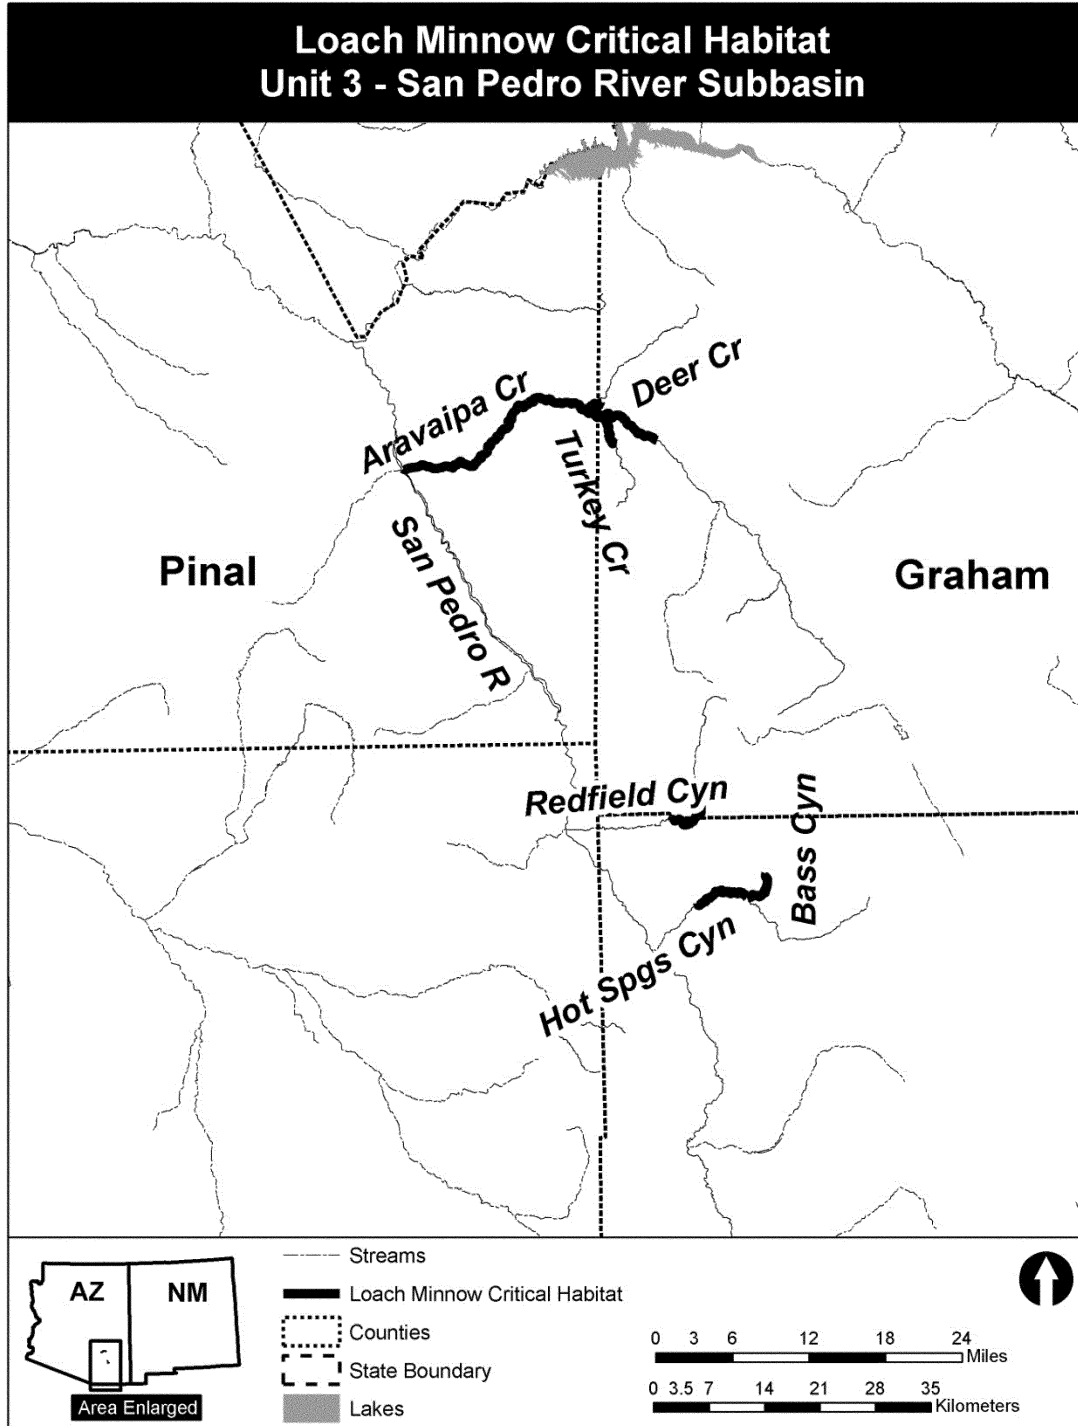 Loach Minnow Critical Habitat
Unit 3 - San Pedro River Subbasin
Aravaipa Cr
Deer Cr
Turkey Cr
San Pedro R
Pinal
Graham
Redfield Cyn
Bass Cyn
Hot Spgs Cyn
AZ
NM
Area Enlarged
Streams
Loach Minnow Critical Habitat
Counties
State Boundary
Lakes
0 3 6 12 18 24
Miles
0 3.5 7 14 21 28 35
Kilometers